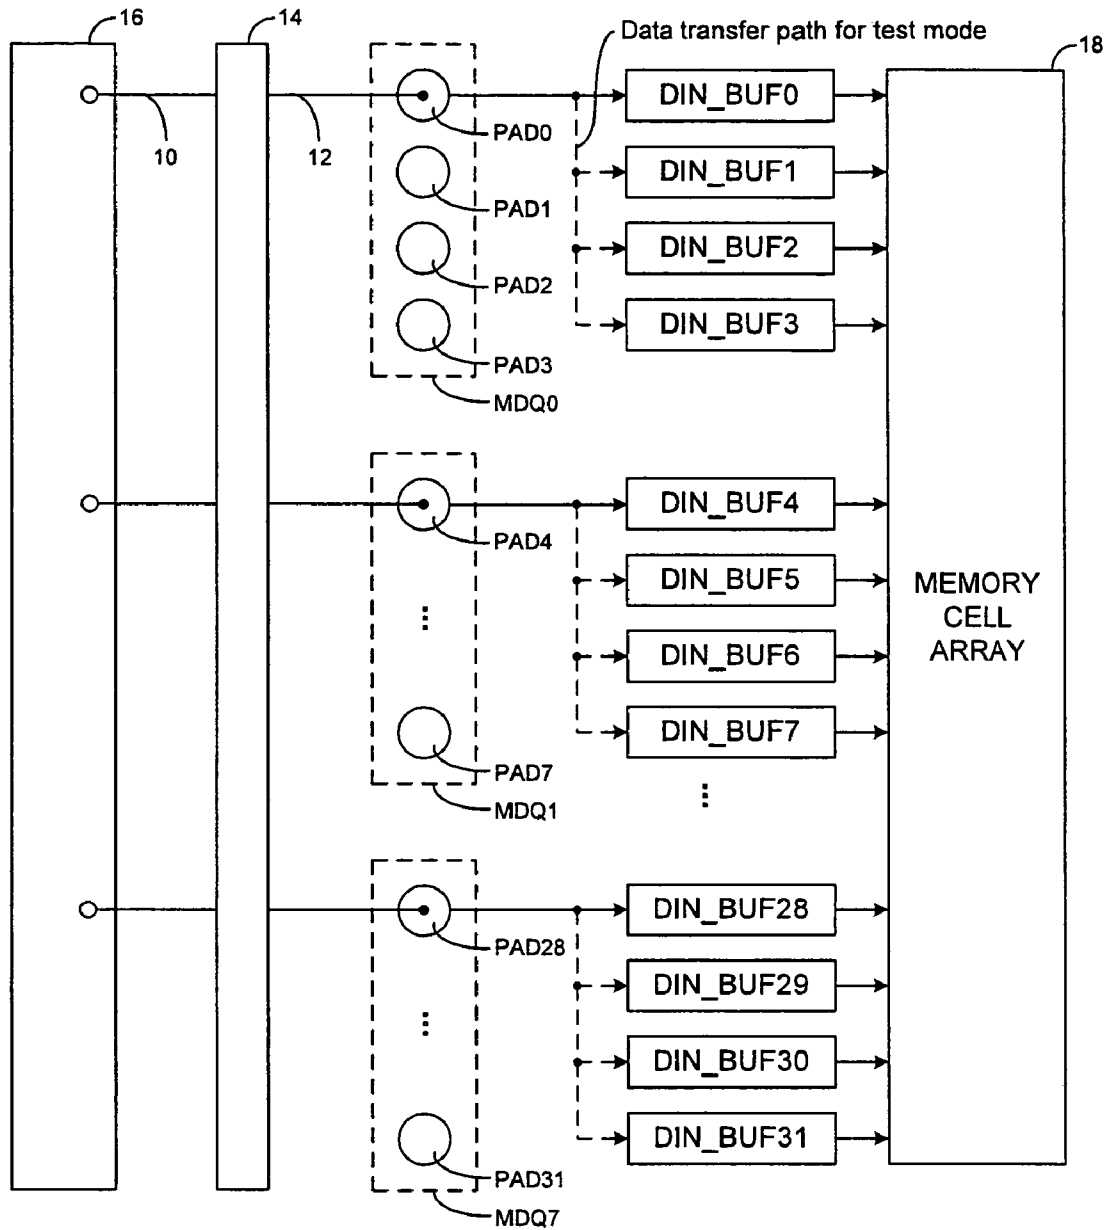 16
14
Data transfer path for test mode
18
10
12
PAD0
PAD1
PAD2
PAD3
MDQ0
DIN_BUF0
DIN_BUF1
DIN_BUF2
DIN_BUF3
PAD4
...
PAD7
MDQ1
DIN_BUF4
DIN_BUF5
DIN_BUF6
DIN_BUF7
...
MEMORY
CELL
ARRAY
PAD28
...
PAD31
MDQ7
DIN_BUF28
DIN_BUF29
DIN_BUF30
DIN_BUF31